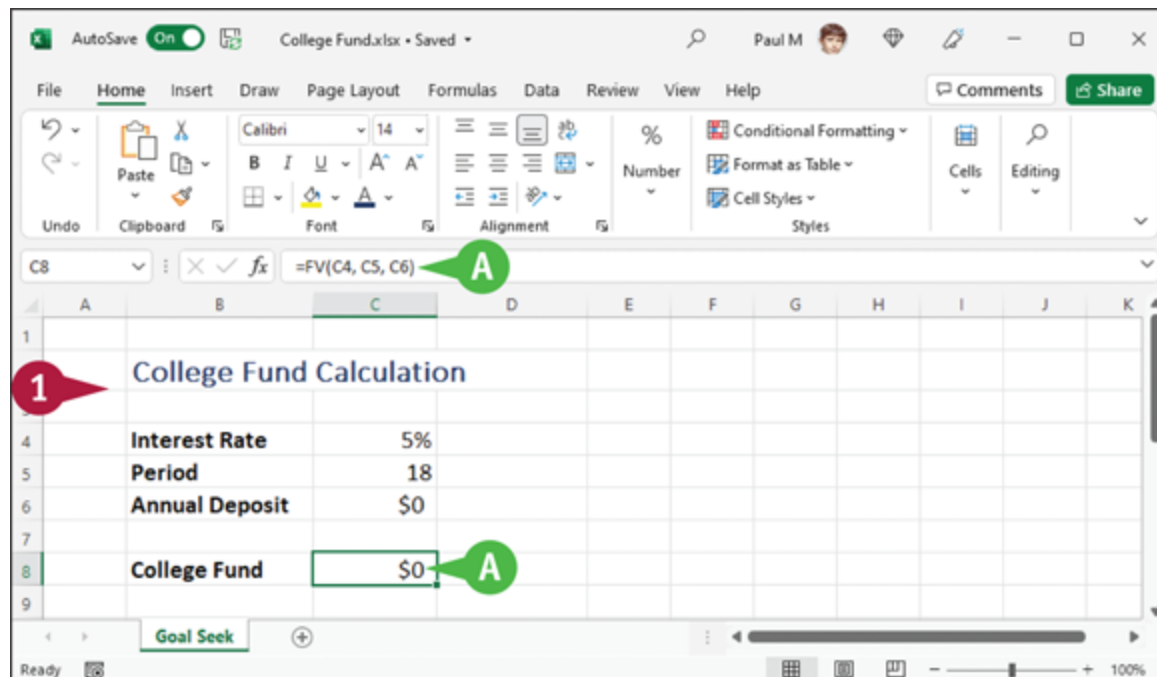 AutoSave On College Fund.xlsx • Saved Paul M
File Home Insert Draw Page Layout Formulas Data Review View Help Comments Share
Calibri 14
Paste
B I U A A A
% Number
Conditional Formatting
Format as Table
Cell Styles
Cells Editing
Undo Clipboard Font Alignment Styles
C8 fx =FV(C4, C5, C6) A
A B C D E F G H I J K
1
College Fund Calculation
1
4 Interest Rate 5%
5 Period 18
6 Annual Deposit $0
7
8 College Fund $0 A
9
Goal Seek
Ready 100%